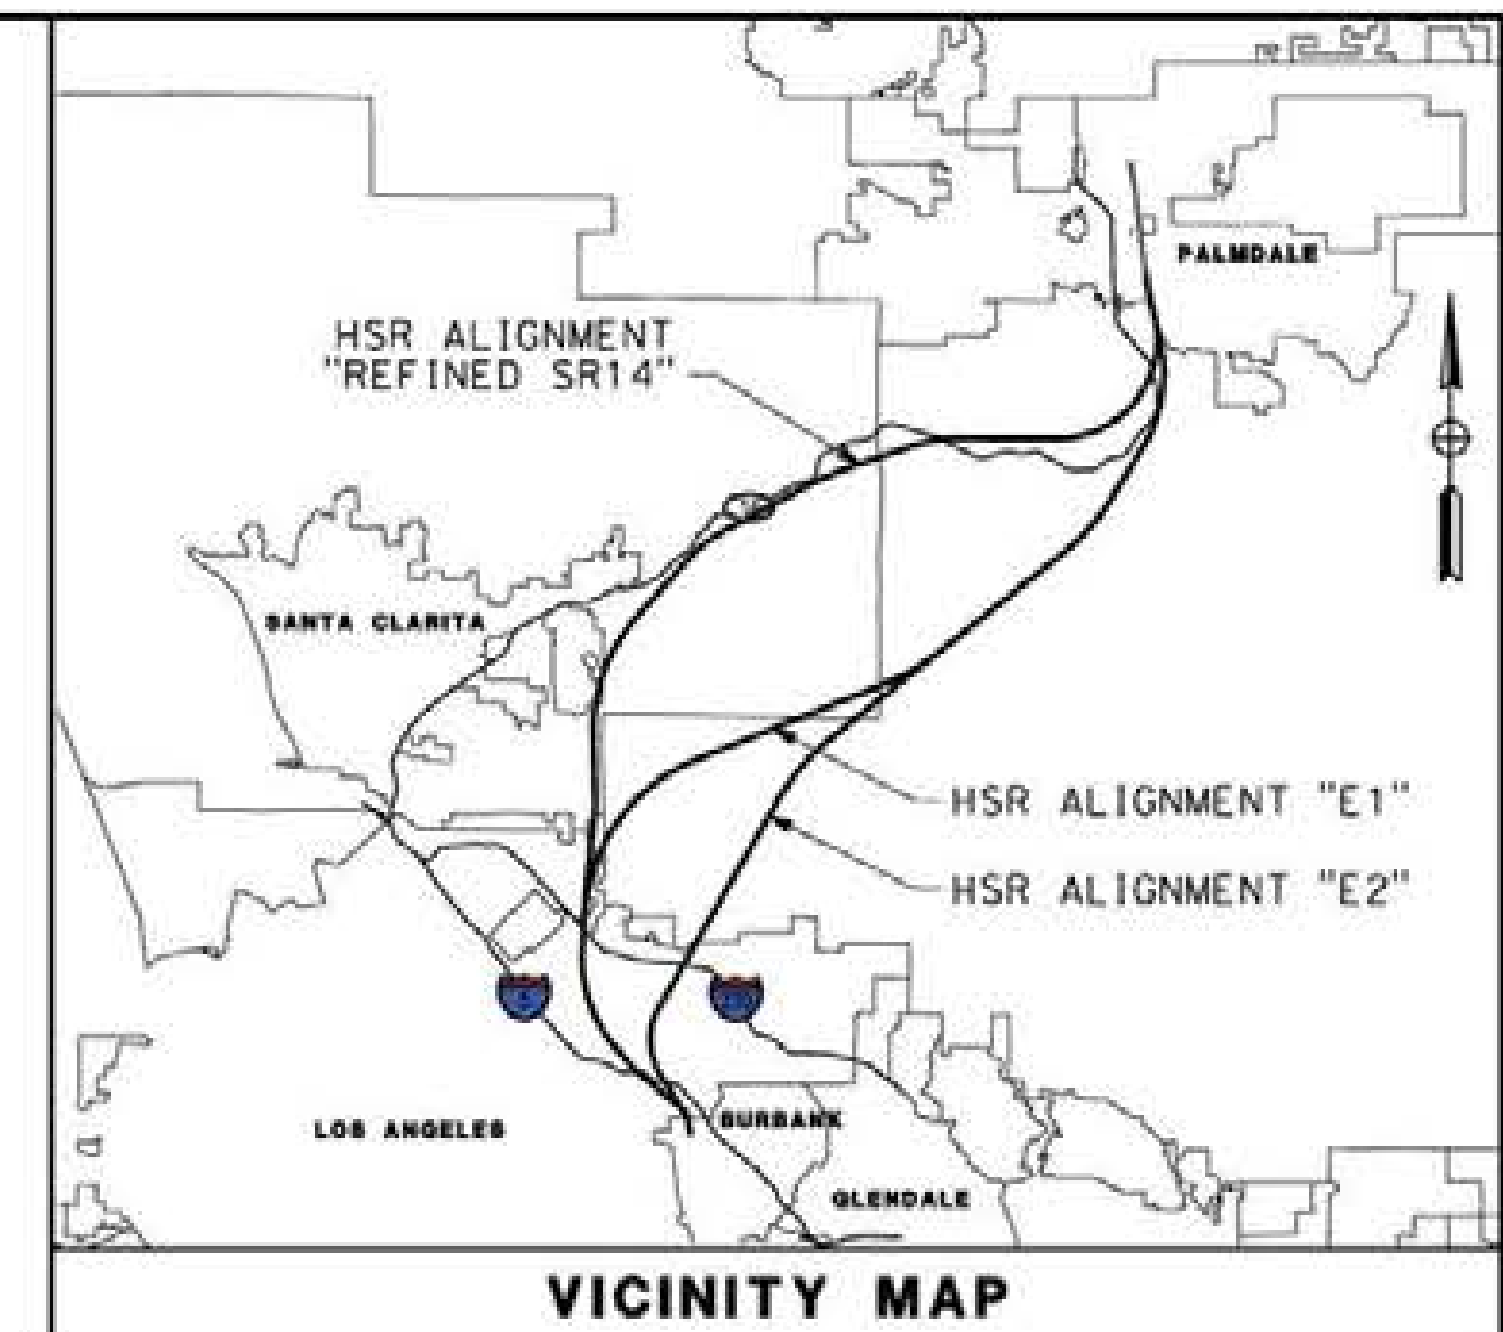 PALMDALE
HSR ALIGNMENT
"REFINED SR14"
SANTA CLARITA
HSR ALIGNMENT "E1"
HSR ALIGNMENT "E2"
5
LOS ANGELES
BURBANK
GLENDALE
VICINITY MAP